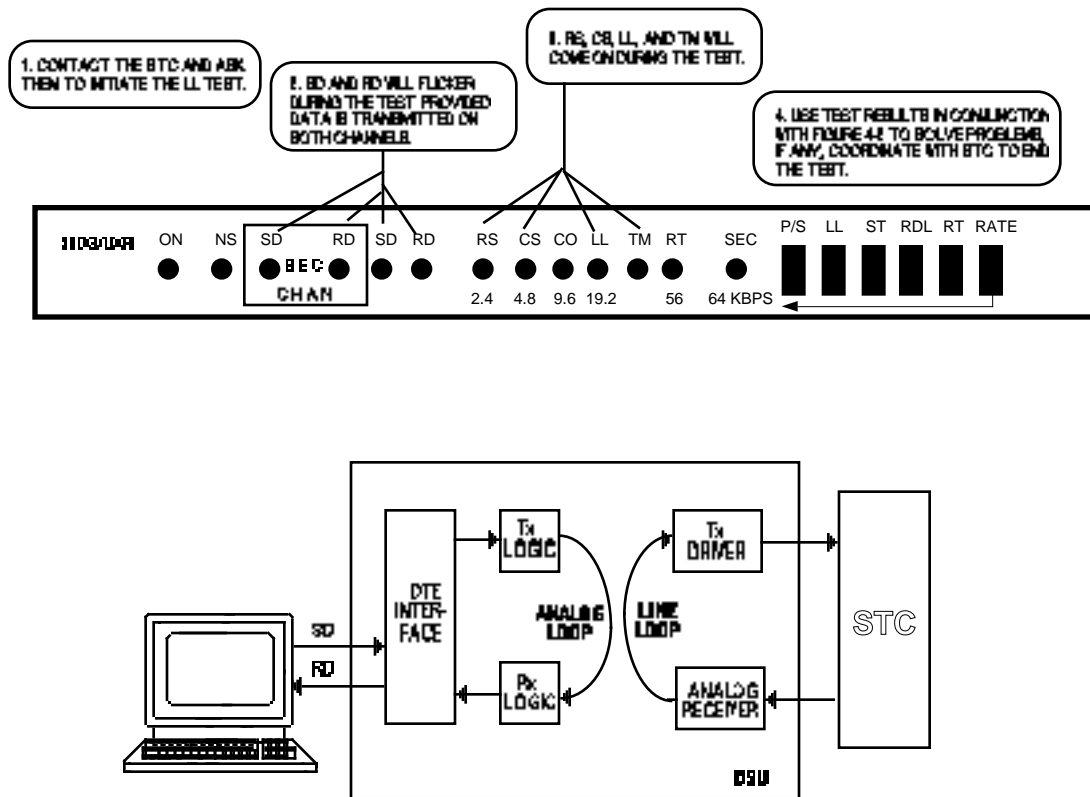 1. CONTACT THE STC AND ASK
THEN TO INITIATE THE LL TEST.
2. SD AND RD WILL FLICKER
DURING THE TEST PROVIDED
DATA IS TRANSMITTED ON
BOTH CHANNELS.
3. RS, CS, LL, AND TM WILL
COME ON DURING THE TEST.
4. USE TEST RESULTS IN CONJUNCTION
WITH FIGURE 4-8 TO SOLVE PROBLEMS,
IF ANY, COORDINATE WITH STC TO END
THE TEST.
ON NS SD RD SD RD RS CS CO LL TM RT SEC P/S LL ST RDL RT RATE
SEC
CHAN
2.4 4.8 9.6 19.2 56 64 KBPS
Tx
LOGIC
Tx
DRIVER
DTE
INTER-
FACE
ANALOG
LOOP
LINE
LOOP
STC
SD
RD
Rx
LOGIC
ANALOG
RECEIVER
DSU